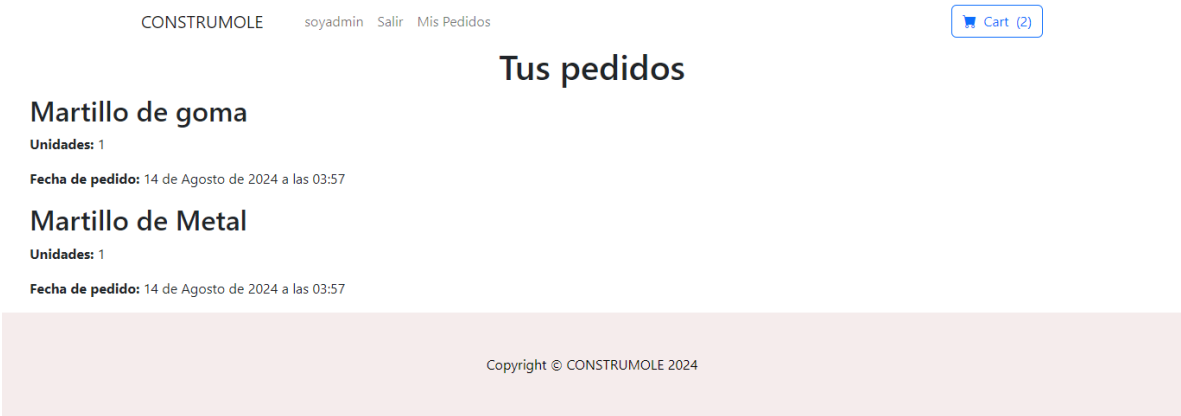 CONSTRUMOLE soyadmin Salir Mis Pedidos Cart (2)
Tus pedidos
Martillo de goma
Unidades: 1
Fecha de pedido: 14 de Agosto de 2024 a las 03:57
Martillo de Metal
Unidades: 1
Fecha de pedido: 14 de Agosto de 2024 a las 03:57
Copyright © CONSTRUMOLE 2024